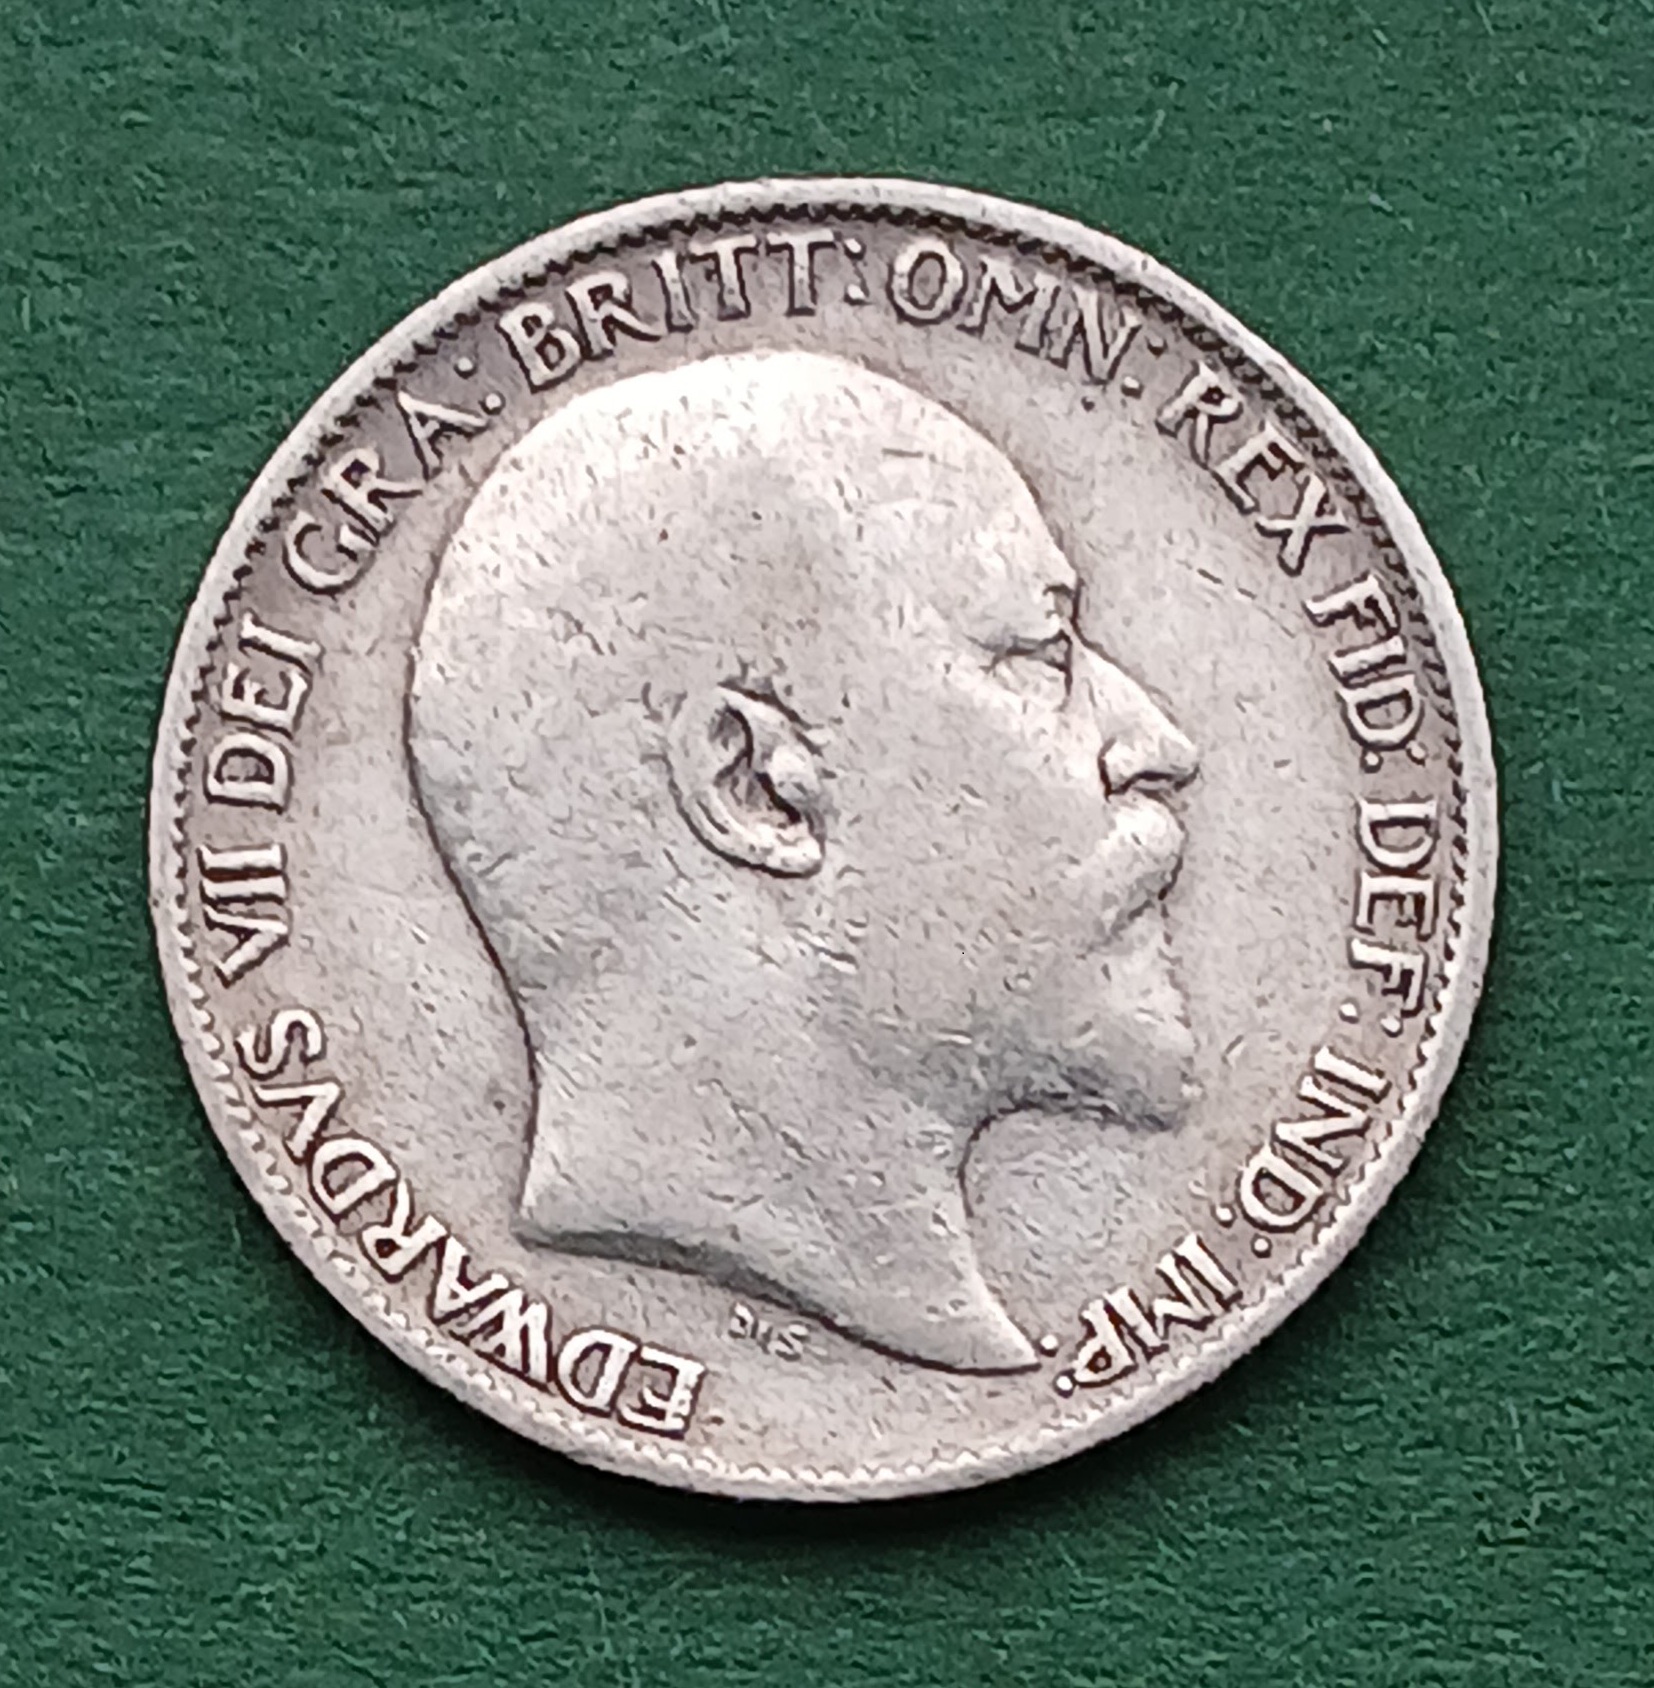 EDWARDVS VII DEI GRA: BRITT: OMN: REX FID: DEF: IND: IMP:
DES